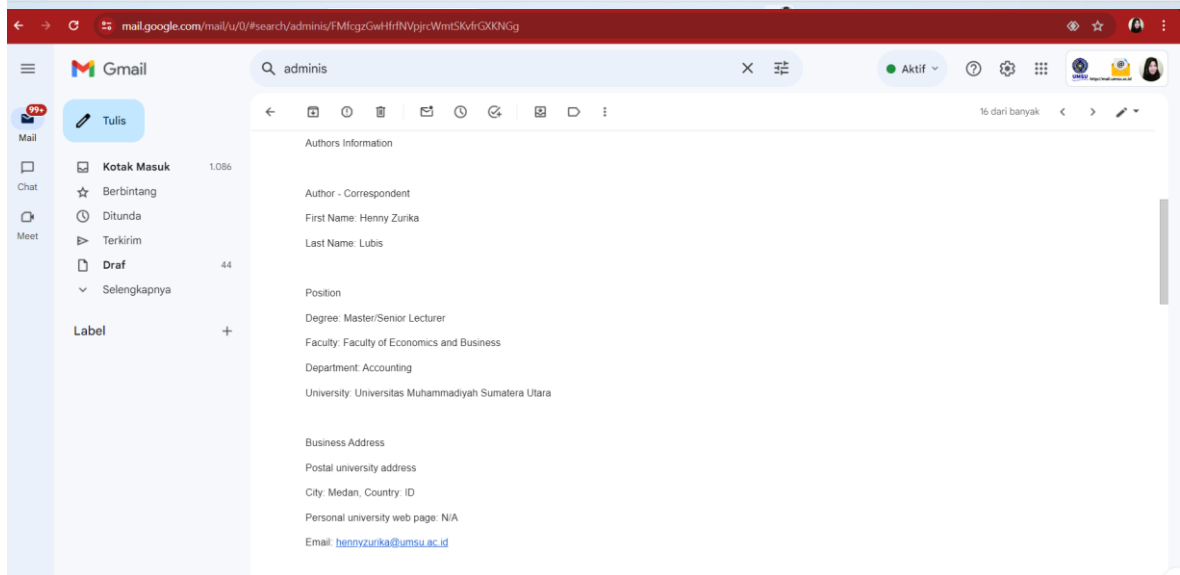 mail.google.com/mail/u/0/#search/adminis/FMfcgzGwHfrfNVpjrcWmtSKvfrGXKNGg
Gmail
adminis
Aktif
UMSU
99+
Mail
Chat
Meet
Tulis
Kotak Masuk 1.086
Berbintang
Ditunda
Terkirim
Draf 44
Selengkapnya
Label
16 dari banyak
Authors Information
Author - Correspondent
First Name: Henny Zurika
Last Name: Lubis
Position
Degree: Master/Senior Lecturer
Faculty: Faculty of Economics and Business
Department: Accounting
University: Universitas Muhammadiyah Sumatera Utara
Business Address
Postal university address
City: Medan, Country: ID
Personal university web page: N/A
Email: hennyzurika@umsu.ac.id